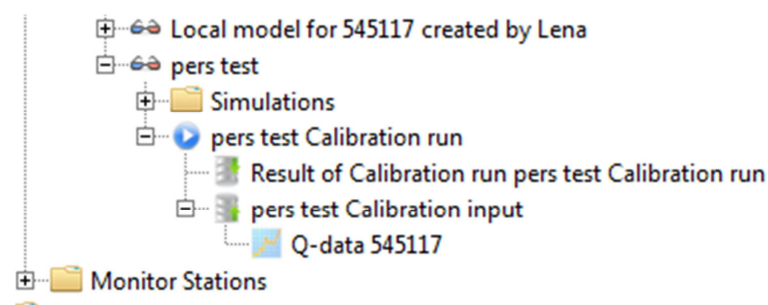 Local model for 545117 created by Lena
pers test
Simulations
pers test Calibration run
Result of Calibration run pers test Calibration run
pers test Calibration input
Q-data 545117
Monitor Stations